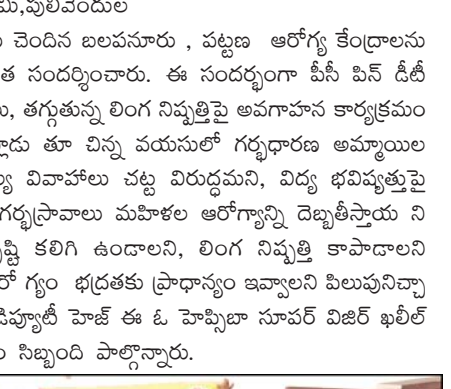 మి,పులివెందుల
చెందిన బలపనూరు , పట్టణ ఆరోగ్య కేంద్రాలను
త సందర్శించారు. ఈ సందర్భంగా పీసీ పిన్ డీటీ
ు, తగ్గుతున్న లింగ నిష్పత్తిపై అవగాహన కార్యక్రమం
్లాడు తూ చిన్న వయసులో గర్భధారణ అమ్మాయిల
్య వివాహాలు చట్ట విరుద్ధమని, విద్య భవిష్యత్తుపై
గర్భస్రావాలు మహిళల ఆరోగ్యాన్ని దెబ్బతీస్తాయ ని
ృష్టి కలిగి ఉండాలని, లింగ నిష్పత్తి కాపాడాలని
రో గ్యం భద్రతకు ప్రాధాన్యం ఇవ్వాలని పిలుపునిచ్చా
డిప్యూటీ హెజ్ ఈ ఓ హెప్సిబా సూపర్ విజిర్ ఖలీల్
ం సిబ్బంది పాల్గొన్నారు.